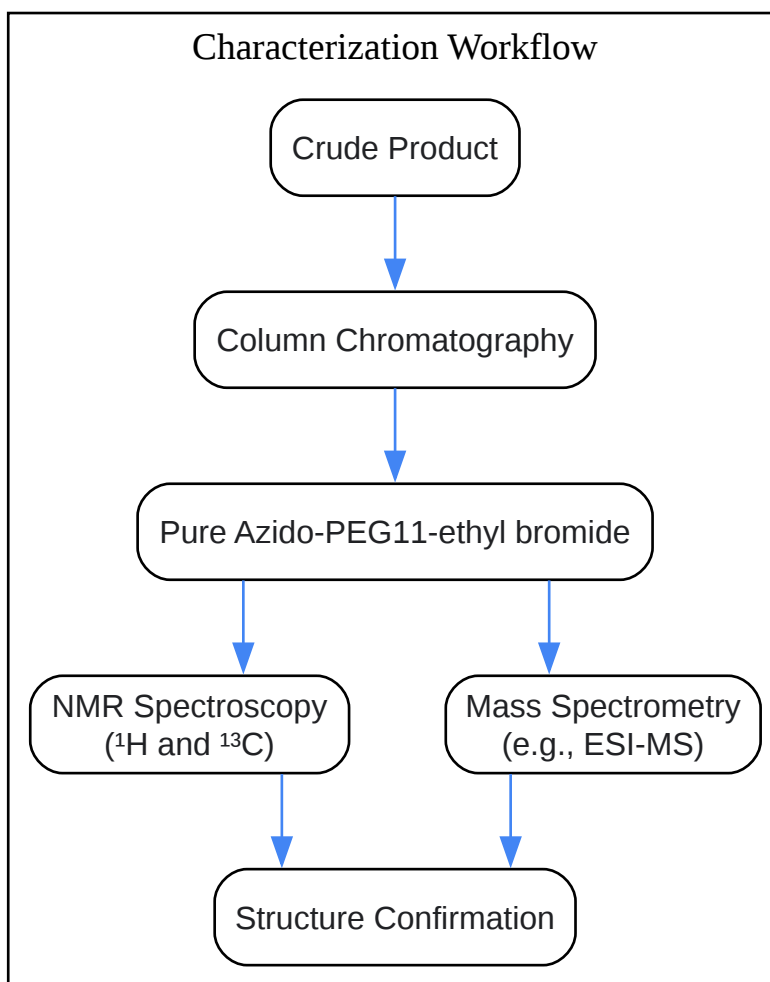 Characterization Workflow
Crude Product
Column Chromatography
Pure Azido-PEG11-ethyl bromide
NMR Spectroscopy
(¹H and ¹³C)
Mass Spectrometry
(e.g., ESI-MS)
Structure Confirmation